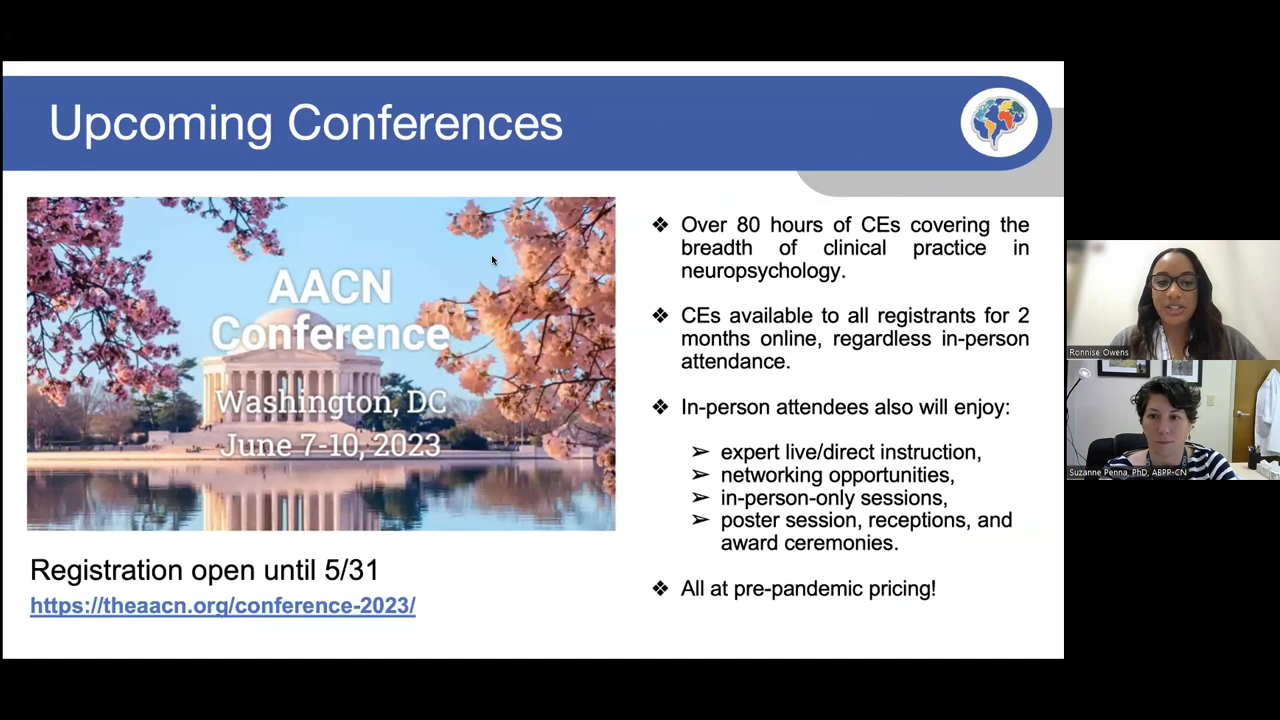 Upcoming Conferences
AACN
Conference
Washington, DC
June 7-10, 2023
Registration open until 5/31
https://theaacn.org/conference-2023/
❖ Over 80 hours of CEs covering the
breadth of clinical practice in
neuropsychology.
❖ CEs available to all registrants for 2
months online, regardless in-person
attendance.
❖ In-person attendees also will enjoy:
➢ expert live/direct instruction,
➢ networking opportunities,
➢ in-person-only sessions,
➢ poster session, receptions, and
award ceremonies.
❖ All at pre-pandemic pricing!
Ronnise Owens
Suzanne Penna, PhD, ABPP-CN